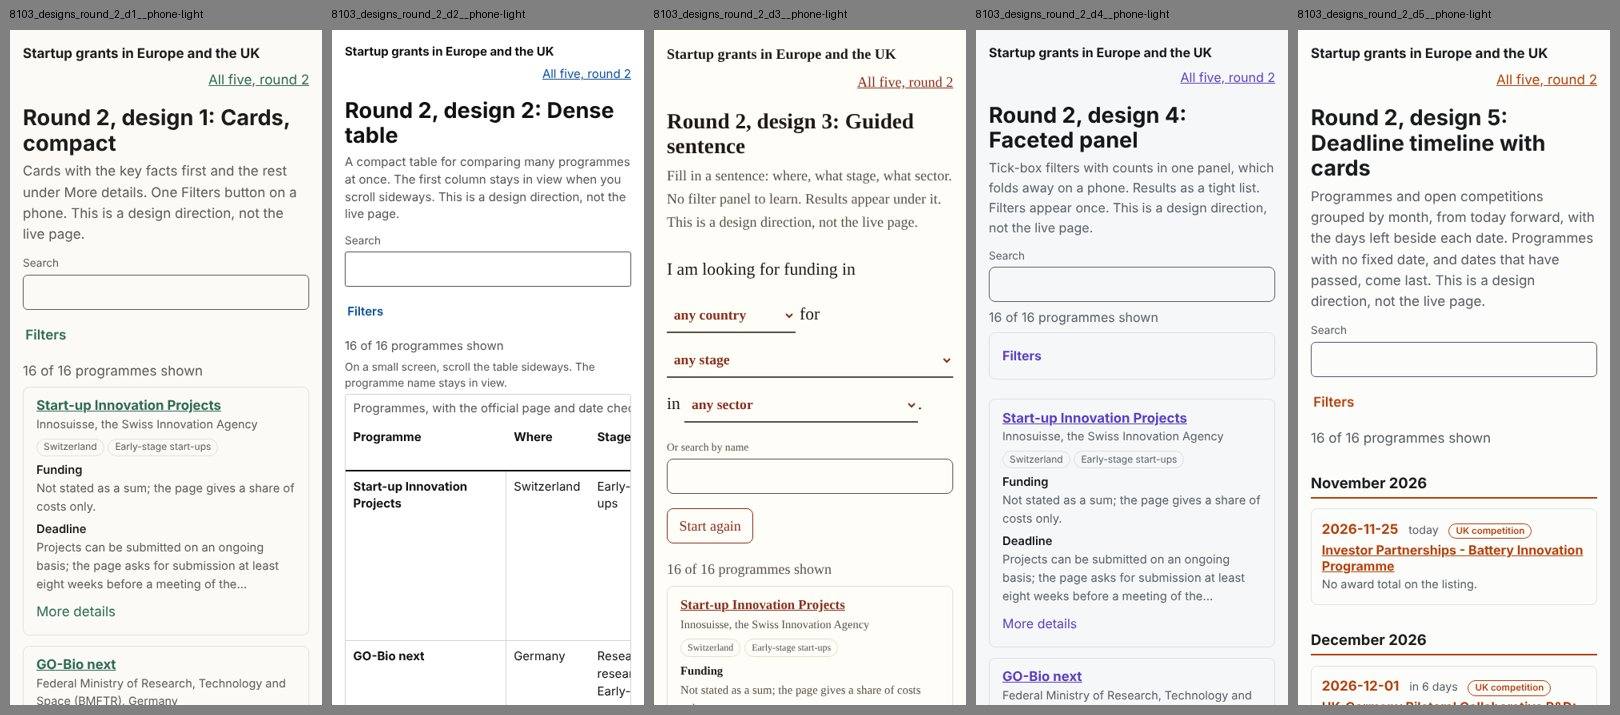 8103_designs_round_2_d1__phone-light
Startup grants in Europe and the UK
All five, round 2
Round 2, design 1: Cards,
compact
Cards with the key facts first and the rest
under More details. One Filters button on a
phone. This is a design direction, not the
live page.
Search
Filters
16 of 16 programmes shown
Start-up Innovation Projects
Innosuisse, the Swiss Innovation Agency
Switzerland Early-stage start-ups
Funding
Not stated as a sum; the page gives a share of
costs only.
Deadline
Projects can be submitted on an ongoing
basis; the page asks for submission at least
eight weeks before a meeting of the...
More details
GO-Bio next
Federal Ministry of Research, Technology and
Space (BMFTR), Germany
8103_designs_round_2_d2__phone-light
Startup grants in Europe and the UK
All five, round 2
Round 2, design 2: Dense
table
A compact table for comparing many programmes
at once. The first column stays in view when you
scroll sideways. This is a design direction, not the
live page.
Search
Filters
16 of 16 programmes shown
On a small screen, scroll the table sideways. The
programme name stays in view.
Programmes, with the official page and date chec
Programme Where Stage
Start-up Innovation Switzerland Early-
Projects ups
GO-Bio next Germany Resea
resear
Early-
8103_designs_round_2_d3__phone-light
Startup grants in Europe and the UK
All five, round 2
Round 2, design 3: Guided
sentence
Fill in a sentence: where, what stage, what sector.
No filter panel to learn. Results appear under it.
This is a design direction, not the live page.
I am looking for funding in
any country for
any stage
in any sector .
Or search by name
Start again
16 of 16 programmes shown
Start-up Innovation Projects
Innosuisse, the Swiss Innovation Agency
Switzerland Early-stage start-ups
Funding
Not stated as a sum; the page gives a share of costs
8103_designs_round_2_d4__phone-light
Startup grants in Europe and the UK
All five, round 2
Round 2, design 4:
Faceted panel
Tick-box filters with counts in one panel, which
folds away on a phone. Results as a tight list.
Filters appear once. This is a design direction,
not the live page.
Search
16 of 16 programmes shown
Filters
Start-up Innovation Projects
Innosuisse, the Swiss Innovation Agency
Switzerland Early-stage start-ups
Funding
Not stated as a sum; the page gives a share of
costs only.
Deadline
Projects can be submitted on an ongoing
basis; the page asks for submission at least
eight weeks before a meeting of the...
More details
GO-Bio next
Federal Ministry of Research, Technology and
8103_designs_round_2_d5__phone-light
Startup grants in Europe and the UK
All five, round 2
Round 2, design 5:
Deadline timeline with
cards
Programmes and open competitions
grouped by month, from today forward, with
the days left beside each date. Programmes
with no fixed date, and dates that have
passed, come last. This is a design
direction, not the live page.
Search
Filters
16 of 16 programmes shown
November 2026
2026-11-25 today UK competition
Investor Partnerships - Battery Innovation
Programme
No award total on the listing.
December 2026
2026-12-01 in 6 days UK competition